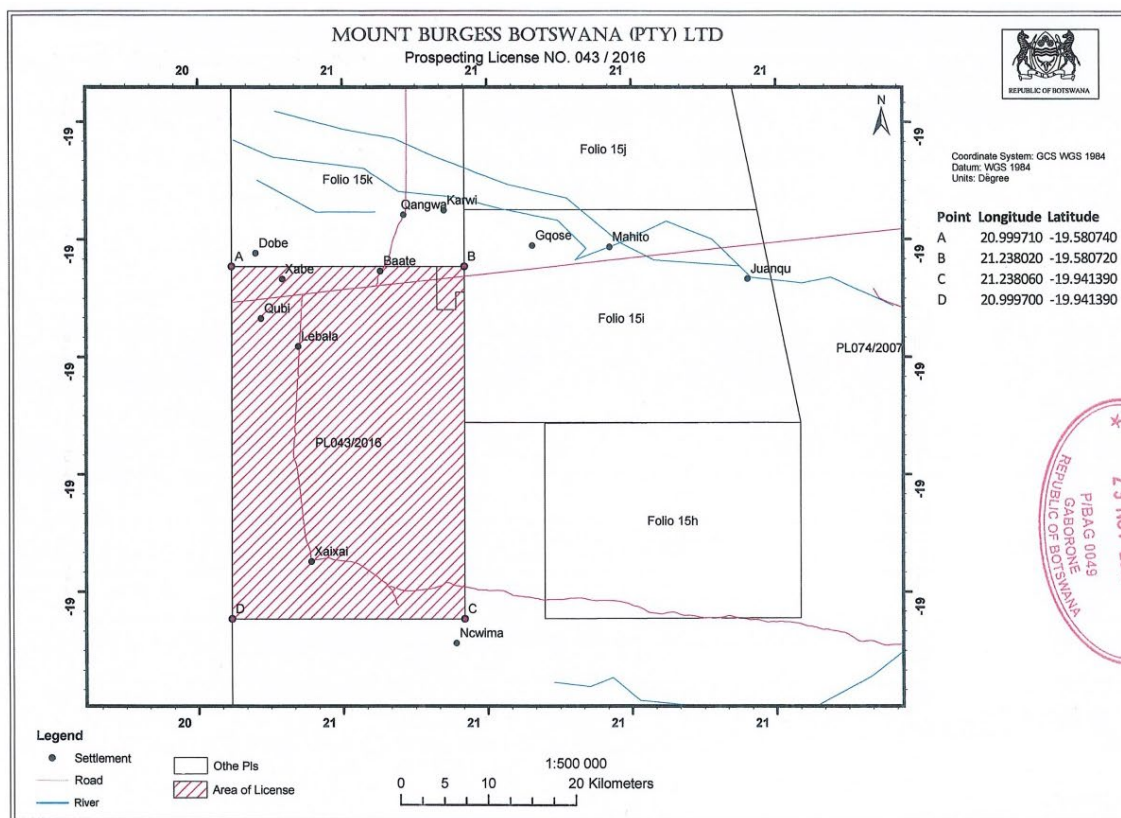 MOUNT BURGESS BOTSWANA (PTY) LTD
Prospecting License NO. 043 / 2016
REPUBLIC OF BOTSWANA
20 21 21 21 21
-19
-19
-19
-19
-19
N
Folio 15j
Folio 15k
Karwi
Qangwa
Gqose
Mahito
Dobe
A
B
Baate
Xabe
Juanqu
Qubi
Folio 15i
Lebala
PL074/2007
PL043/2016
Folio 15h
Xaixai
D
C
Ncwima
-19
-19
-19
-19
-19
20 21 21 21 21
Coordinate System: GCS WGS 1984
Datum: WGS 1984
Units: Degree
Point Longitude Latitude
A 20.999710 -19.580740
B 21.238020 -19.580720
C 21.238060 -19.941390
D 20.999700 -19.941390
P/BAG 0049
GABORONE
REPUBLIC OF BOTSWANA
Legend
Settlement
Road
River
Othe Pls
Area of License
1:500 000
0 5 10 20 Kilometers